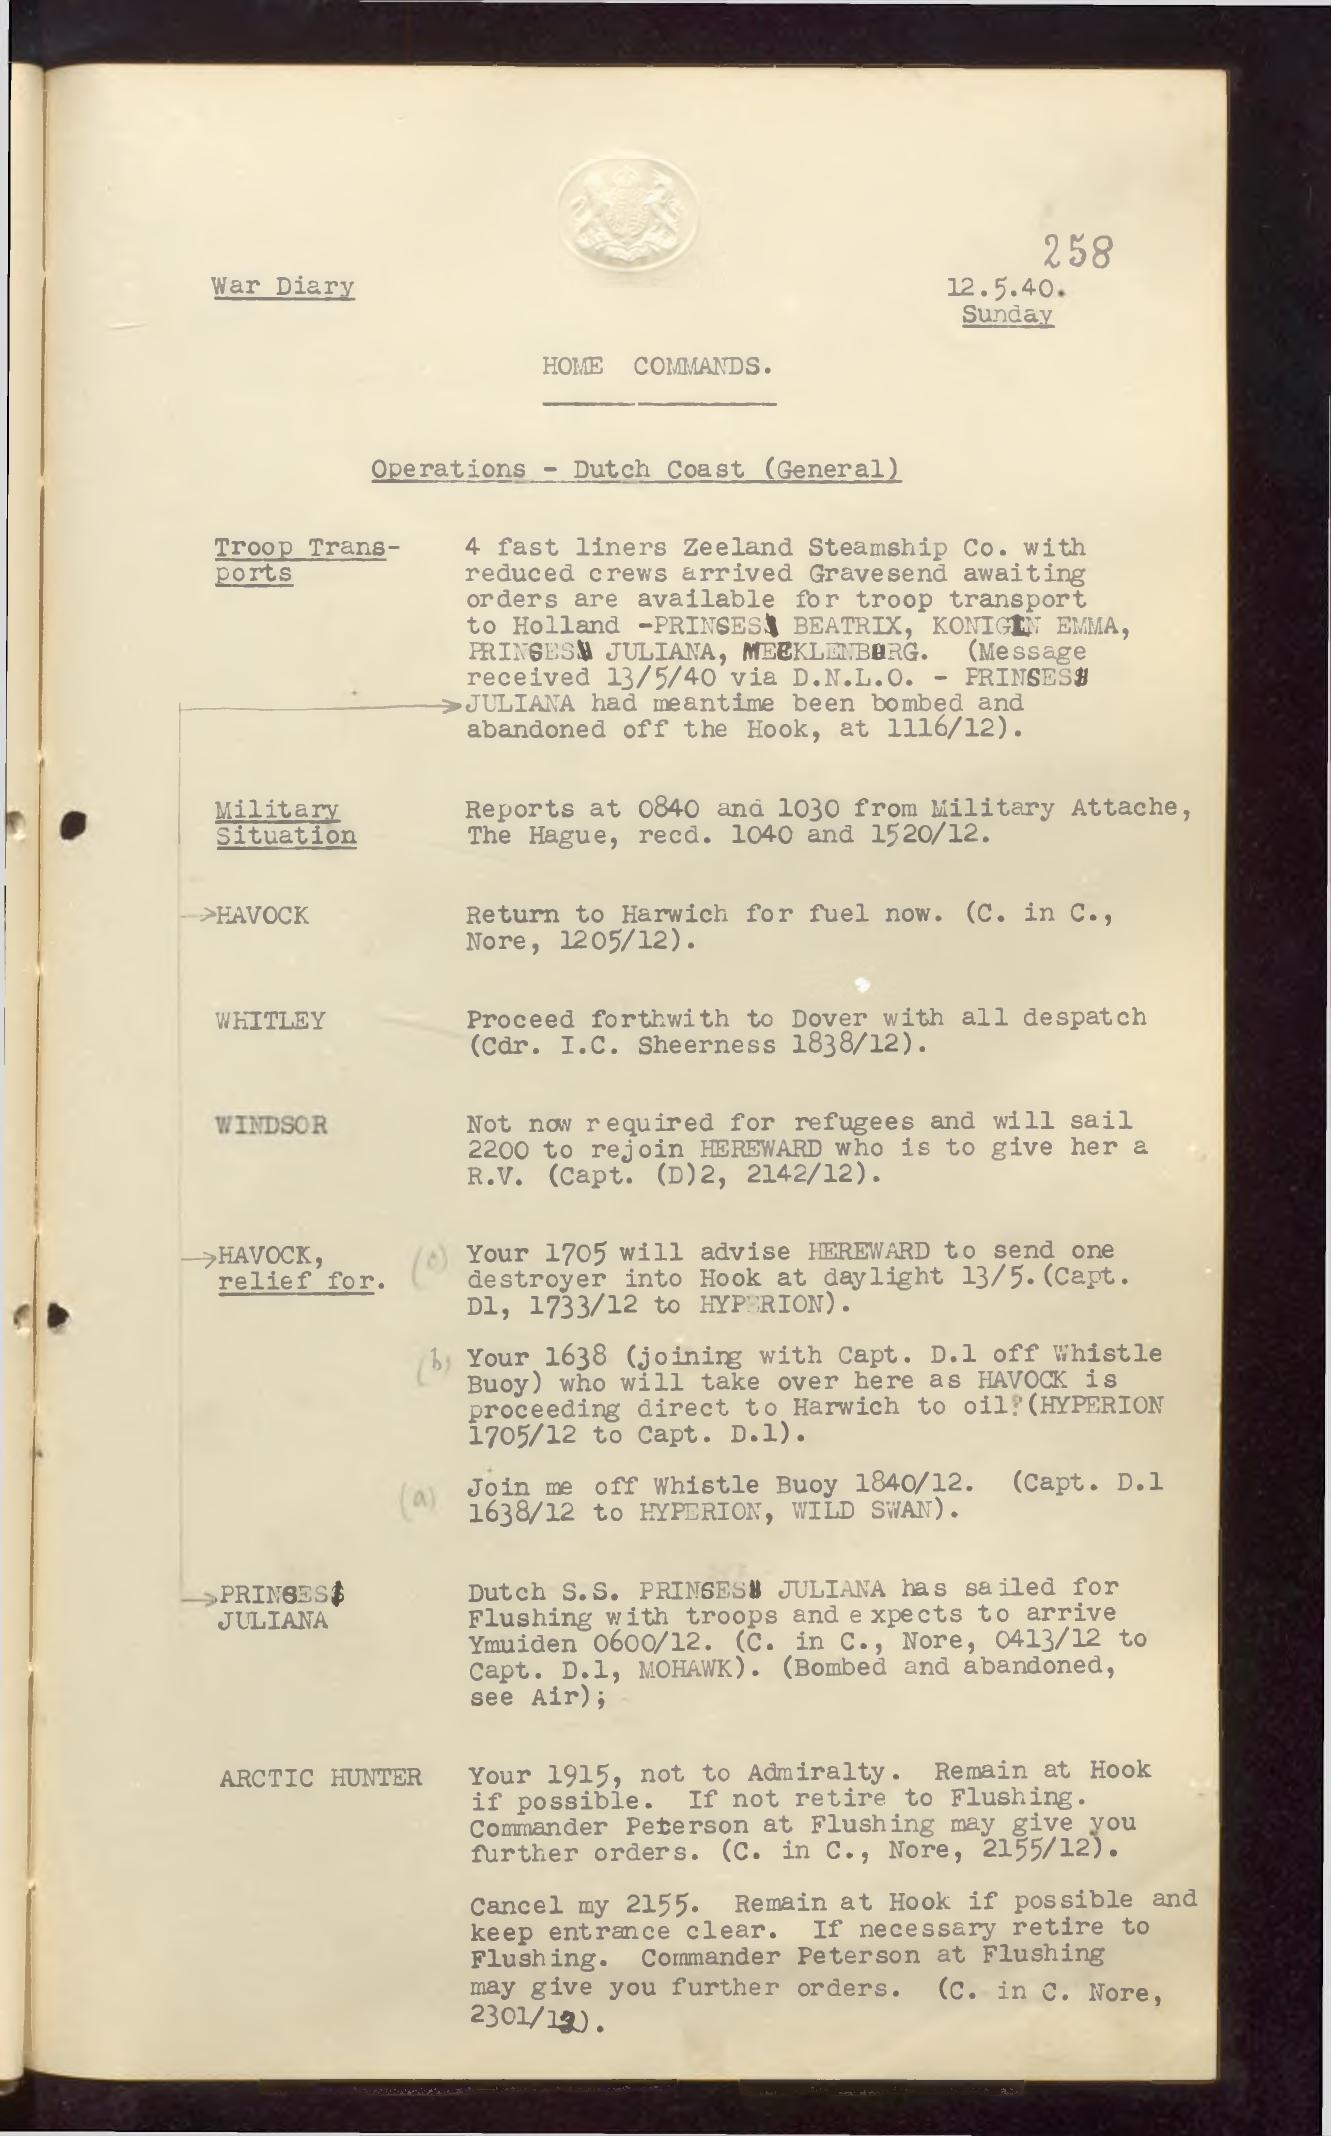 258
War Diary
12.5.40.
Sunday
HOME COMMANDS.
Operations - Dutch Coast (General)
Troop Trans-
ports
4 fast liners Zeeland Steamship Co. with
reduced crews arrived Gravesend awaiting
orders are available for troop transport
to Holland -PRINSES BEATRIX, KONIGIN EMMA,
PRINSES JULIANA, MECKLENBURG. (Message
received 13/5/40 via D.N.L.O. - PRINSES
JULIANA had meantime been bombed and
abandoned off the Hook, at 1116/12).
Military
Situation
Reports at 0840 and 1030 from Military Attache,
The Hague, recd. 1040 and 1520/12.
HAVOCK
Return to Harwich for fuel now. (C. in C.,
Nore, 1205/12).
WHITLEY
Proceed forthwith to Dover with all despatch
(Cdr. I.C. Sheerness 1838/12).
WINDSOR
Not now required for refugees and will sail
2200 to rejoin HEREWARD who is to give her a
R.V. (Capt. (D)2, 2142/12).
HAVOCK,
relief for.
(c) Your 1705 will advise HEREWARD to send one
destroyer into Hook at daylight 13/5. (Capt.
D1, 1733/12 to HYPERION).
(b) Your 1638 (joining with Capt. D.1 off Whistle
Buoy) who will take over here as HAVOCK is
proceeding direct to Harwich to oil? (HYPERION
1705/12 to Capt. D.1).
(a) Join me off Whistle Buoy 1840/12. (Capt. D.1
1638/12 to HYPERION, WILD SWAN).
PRINSES
JULIANA
Dutch S.S. PRINSES JULIANA has sailed for
Flushing with troops and expects to arrive
Ymuiden 0600/12. (C. in C., Nore, 0413/12 to
Capt. D.1, MOHAWK). (Bombed and abandoned,
see Air);
ARCTIC HUNTER
Your 1915, not to Admiralty. Remain at Hook
if possible. If not retire to Flushing.
Commander Peterson at Flushing may give you
further orders. (C. in C., Nore, 2155/12).
Cancel my 2155. Remain at Hook if possible and
keep entrance clear. If necessary retire to
Flushing. Commander Peterson at Flushing
may give you further orders. (C. in C. Nore,
2301/12).